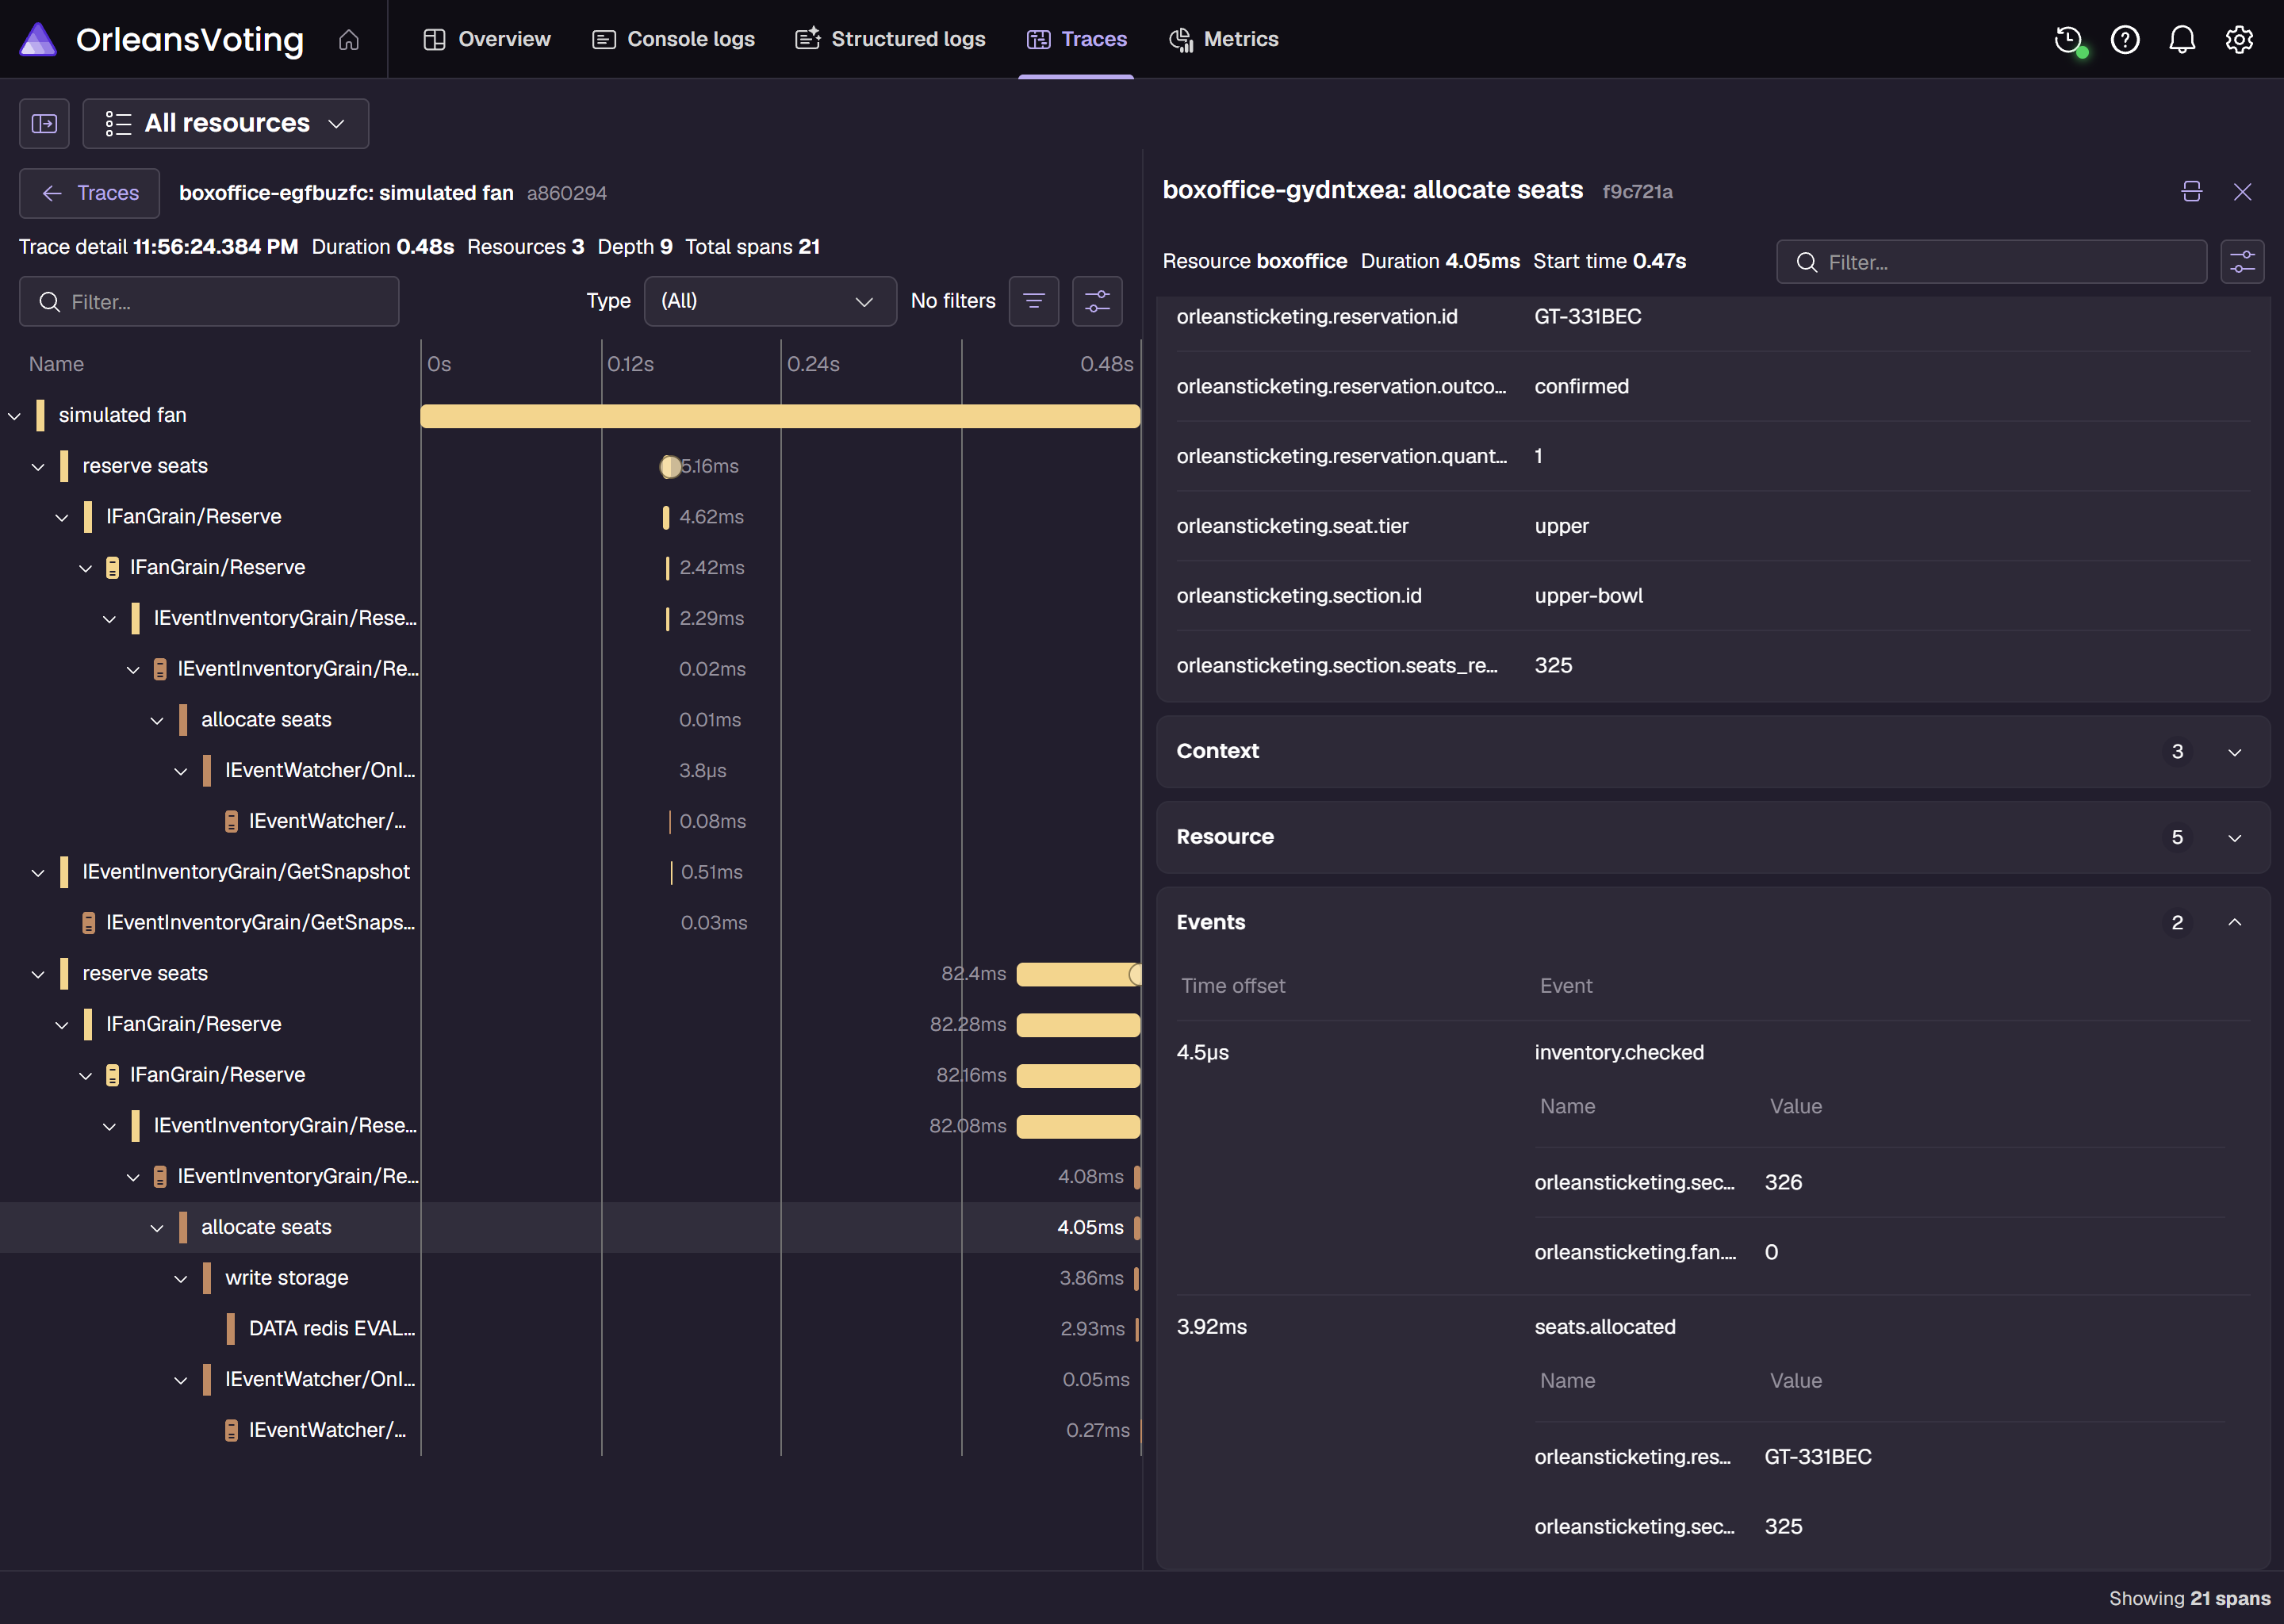 OrleansVoting
Overview
Console logs
Structured logs
Traces
Metrics
All resources
Traces
boxoffice-egfbuzfc: simulated fan a860294
Trace detail 11:56:24.384 PM Duration 0.48s Resources 3 Depth 9 Total spans 21
Filter...
Type
(All)
No filters
Name
0s
0.12s
0.24s
0.48s
simulated fan
reserve seats
5.16ms
IFanGrain/Reserve
4.62ms
IFanGrain/Reserve
2.42ms
IEventInventoryGrain/Rese...
2.29ms
IEventInventoryGrain/Re...
0.02ms
allocate seats
0.01ms
IEventWatcher/OnI...
3.8µs
IEventWatcher/...
0.08ms
IEventInventoryGrain/GetSnapshot
0.51ms
IEventInventoryGrain/GetSnaps...
0.03ms
reserve seats
82.4ms
IFanGrain/Reserve
82.28ms
IFanGrain/Reserve
82.16ms
IEventInventoryGrain/Rese...
82.08ms
IEventInventoryGrain/Re...
4.08ms
allocate seats
4.05ms
write storage
3.86ms
DATA redis EVAL...
2.93ms
IEventWatcher/OnI...
0.05ms
IEventWatcher/...
0.27ms
boxoffice-gydntxea: allocate seats f9c721a
Resource boxoffice Duration 4.05ms Start time 0.47s
Filter...
orleansticketing.reservation.id
GT-331BEC
orleansticketing.reservation.outco...
confirmed
orleansticketing.reservation.quant...
1
orleansticketing.seat.tier
upper
orleansticketing.section.id
upper-bowl
orleansticketing.section.seats_re...
325
Context
3
Resource
5
Events
2
Time offset
Event
4.5µs
inventory.checked
Name
Value
orleansticketing.sec...
326
orleansticketing.fan....
0
3.92ms
seats.allocated
Name
Value
orleansticketing.res...
GT-331BEC
orleansticketing.sec...
325
Showing 21 spans